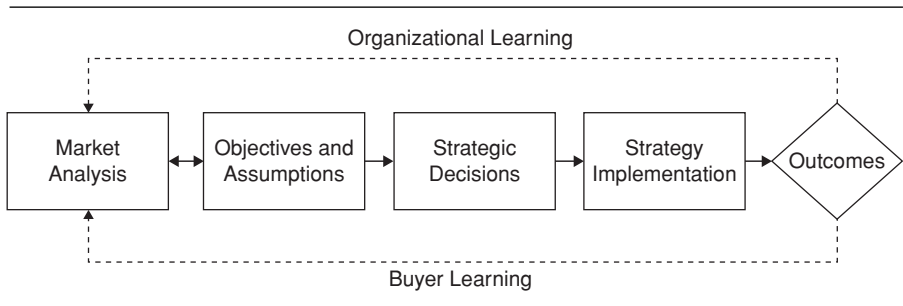 Organizational Learning
Market
Analysis
Objectives and
Assumptions
Strategic
Decisions
Strategy
Implementation
Outcomes
Buyer Learning